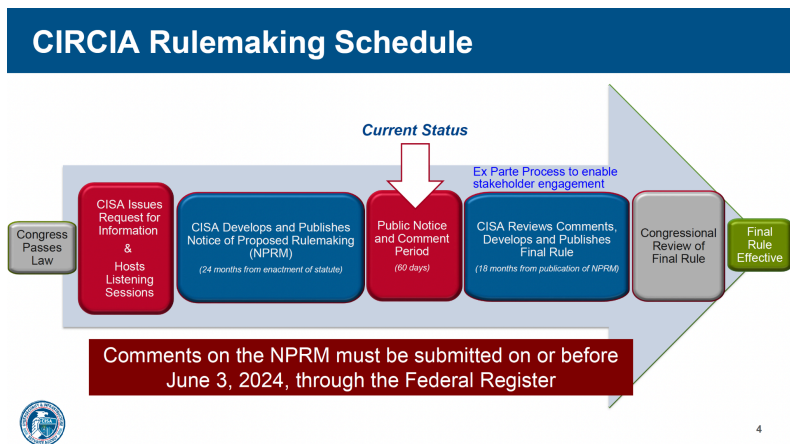 CIRCIA Rulemaking Schedule
Current Status
Ex Parte Process to enable
stakeholder engagement
Congress
Passes
Law
CISA Issues
Request for
Information
&
Hosts
Listening
Sessions
CISA Develops and Publishes
Notice of Proposed Rulemaking
(NPRM)
(24 months from enactment of statute)
Public Notice
and Comment
Period
(60 days)
CISA Reviews Comments,
Develops and Publishes
Final Rule
(18 months from publication of NPRM)
Congressional
Review of
Final Rule
Final
Rule
Effective
Comments on the NPRM must be submitted on or before
June 3, 2024, through the Federal Register
CISA
4